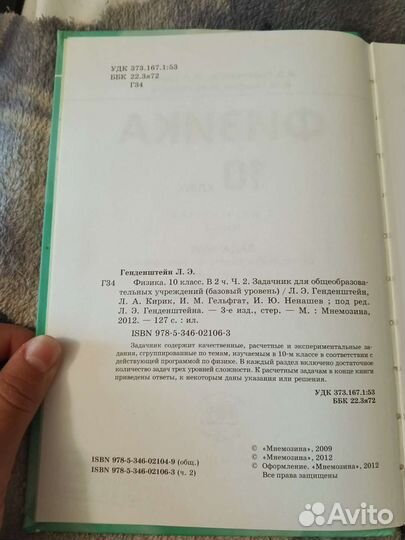 УДК 373.167.1:53
ББК 22.3я72
Г34
Генденштейн Л. Э.
Г34 Физика. 10 класс. В 2 ч. Ч. 2. Задачник для общеобразова-
тельных учреждений (базовый уровень) / Л. Э. Генденштейн,
Л. А. Кирик, И. М. Гельфгат, И. Ю. Ненашев ; под ред.
Л. Э. Генденштейна. — 3-е изд., стер. — М. : Мнемозина,
2012. — 127 с. : ил.
ISBN 978-5-346-02106-3
Задачник содержит качественные, расчетные и экспериментальные за-
дания, сгруппированные по темам, изучаемым в 10-м классе в соответствии с
действующей программой по физике. В каждый раздел включено достаточное
количество задач трех уровней сложности. К расчетным задачам в конце книги
приведены ответы, к некоторым даны указания или решения.
УДК 373.167.1:53
ББК 22.3я72
© «Мнемозина», 2009
© «Мнемозина», 2012
ISBN 978-5-346-02104-9 (общ.) © Оформление. «Мнемозина», 2012
ISBN 978-5-346-02106-3 (ч. 2) Все права защищены
ФИЗИКА
10 класс
Avito